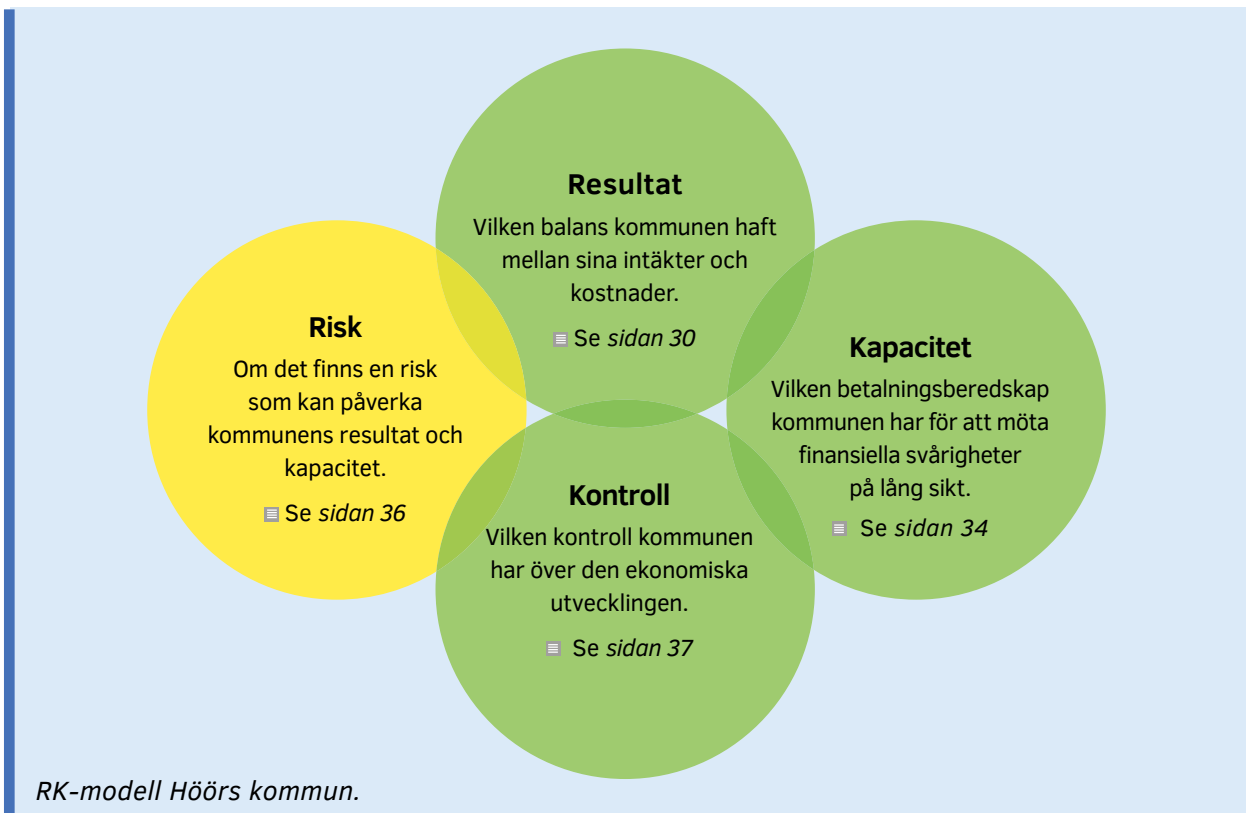 Resultat
Vilken balans kommunen haft
mellan sina intäkter och
kostnader.
Se sidan 30
Risk
Om det finns en risk
som kan påverka
kommunens resultat och
kapacitet.
Se sidan 36
Kapacitet
Vilken betalningsberedskap
kommunen har för att möta
finansiella svårigheter
på lång sikt.
Se sidan 34
Kontroll
Vilken kontroll kommunen
har över den ekonomiska
utvecklingen.
Se sidan 37
RK-modell Höörs kommun.